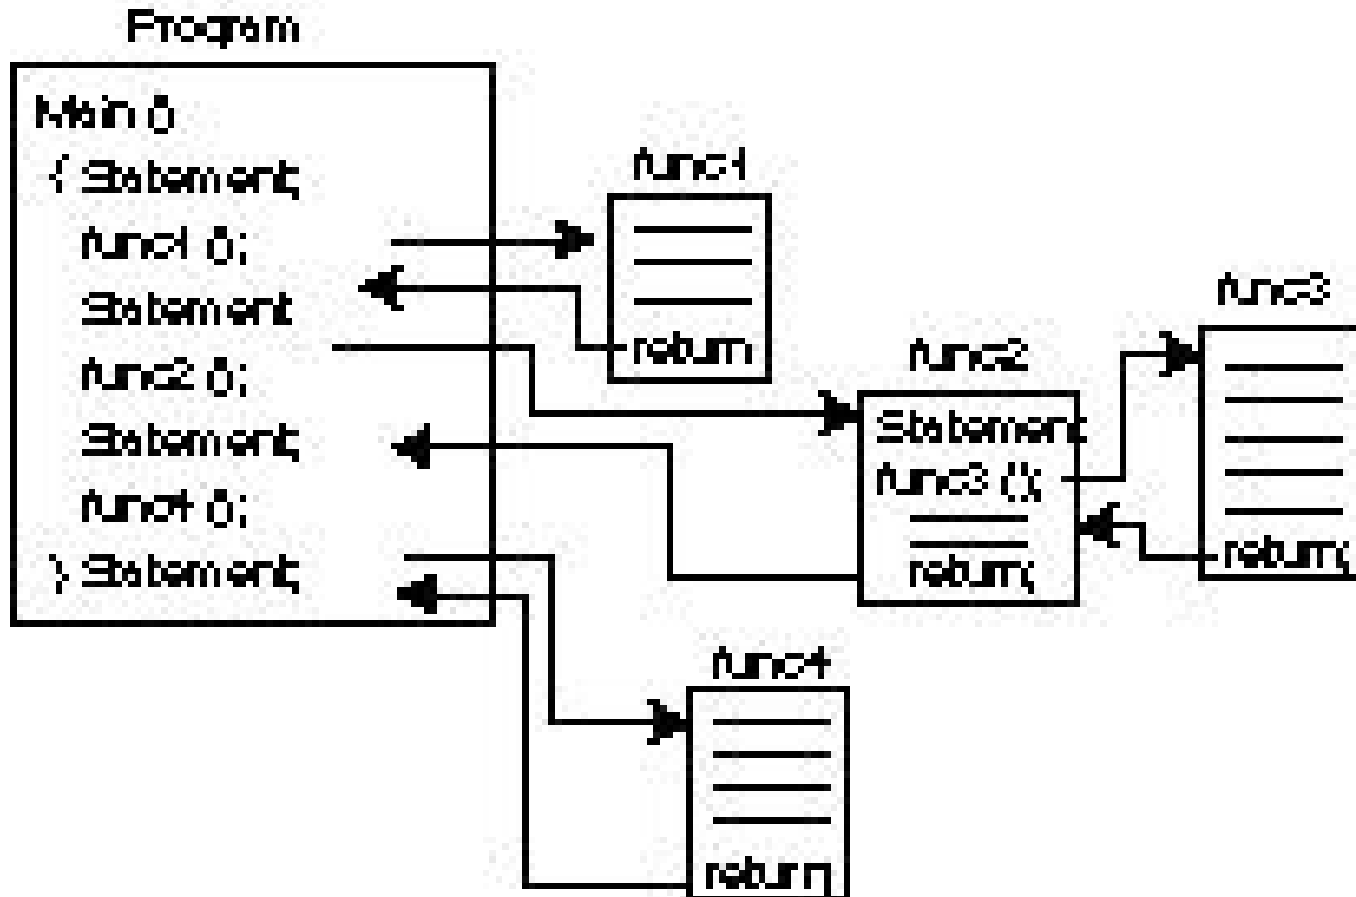 Program
Main ()
{ Statement;
func1 ();
Statement
func2 ();
Statement;
func4 ();
} Statement;
func1
return
func2
Statement
func3 ();
return;
func3
return;
func4
return;